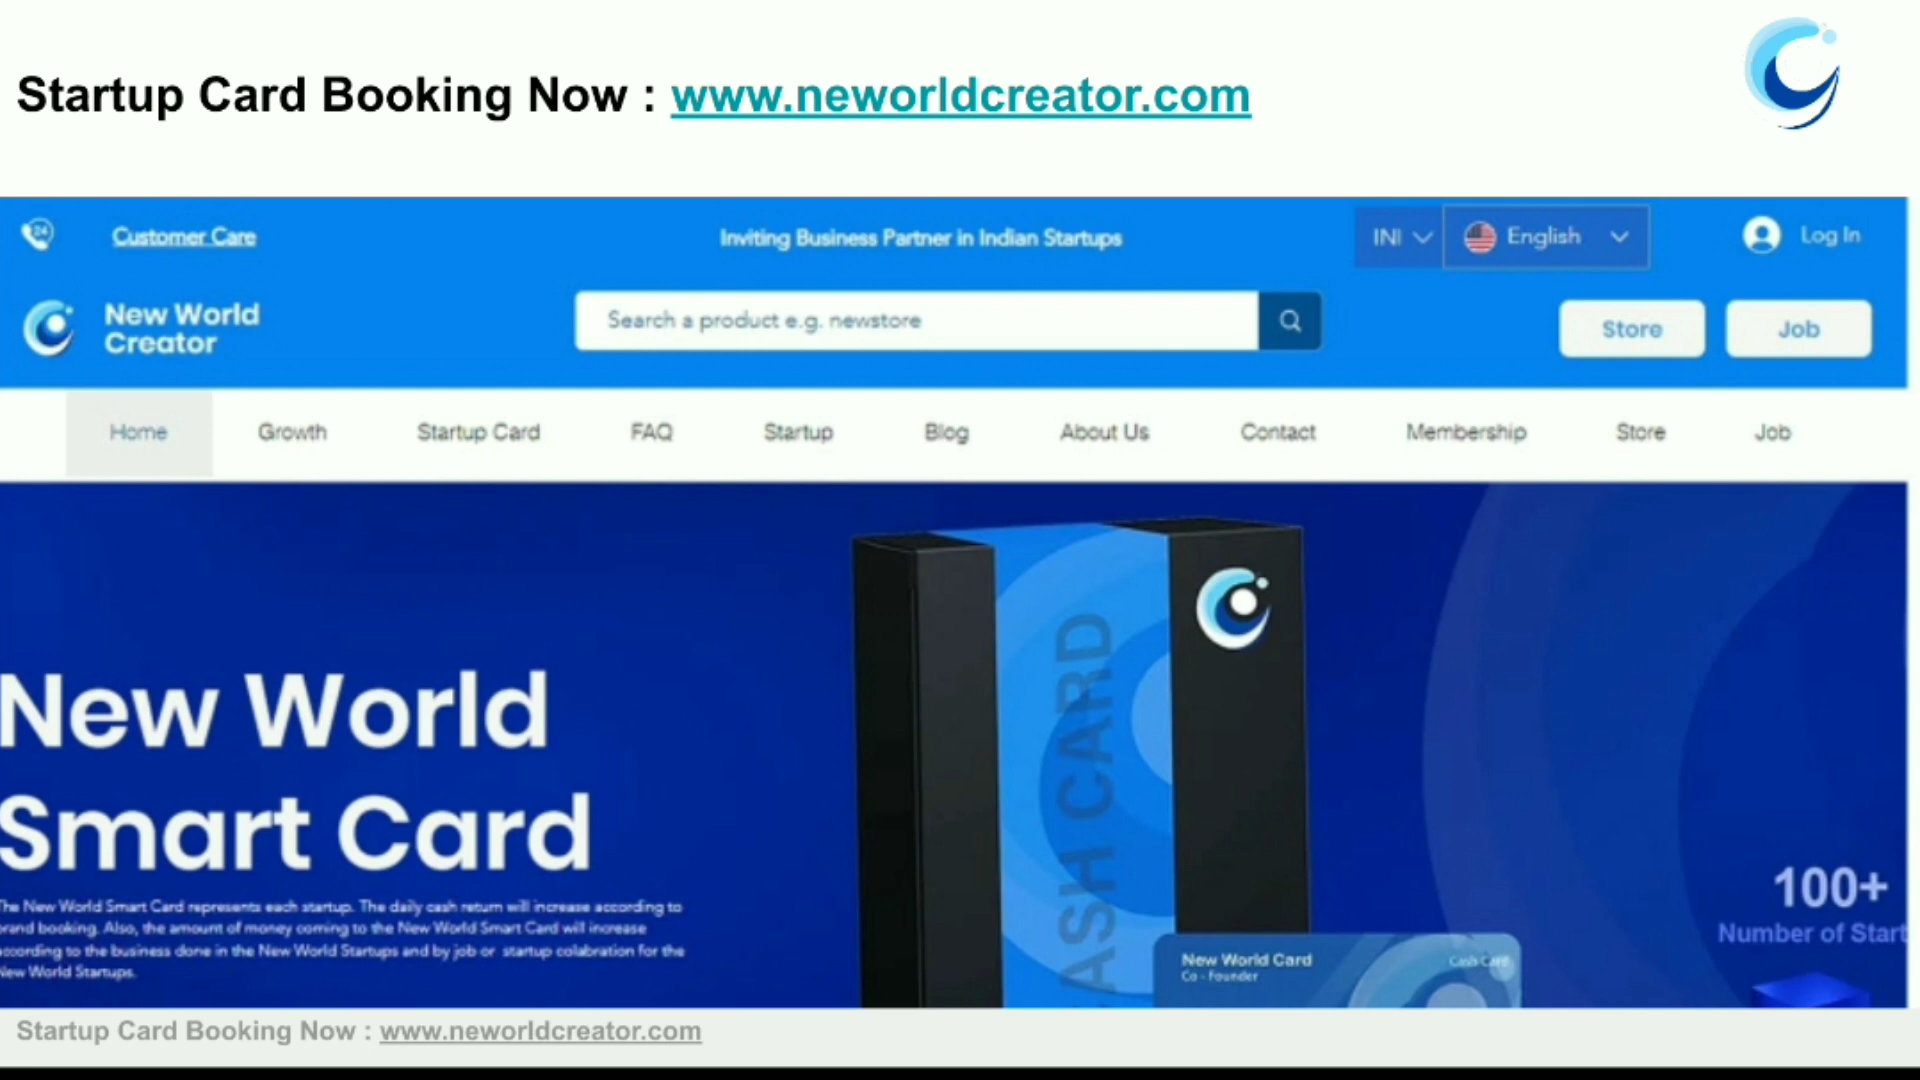 Startup Card Booking Now : www.neworldcreator.com
24
Customer Care
Inviting Business Partner in Indian Startups
INI
English
Log In
New World
Creator
Search a product e.g. newstore
Store
Job
Home Growth Startup Card FAQ Startup Blog About Us Contact Membership Store Job
New World
Smart Card
The New World Smart Card represents each startup. The daily cash return will increase according to
brand booking. Also, the amount of money coming to the New World Smart Card will increase
according to the business done in the New World Startups and by job or startup colabration for the
New World Startups.
ASH CARD
New World Card
Co - Founder
Cash Card
100+
Number of Start
Startup Card Booking Now : www.neworldcreator.com